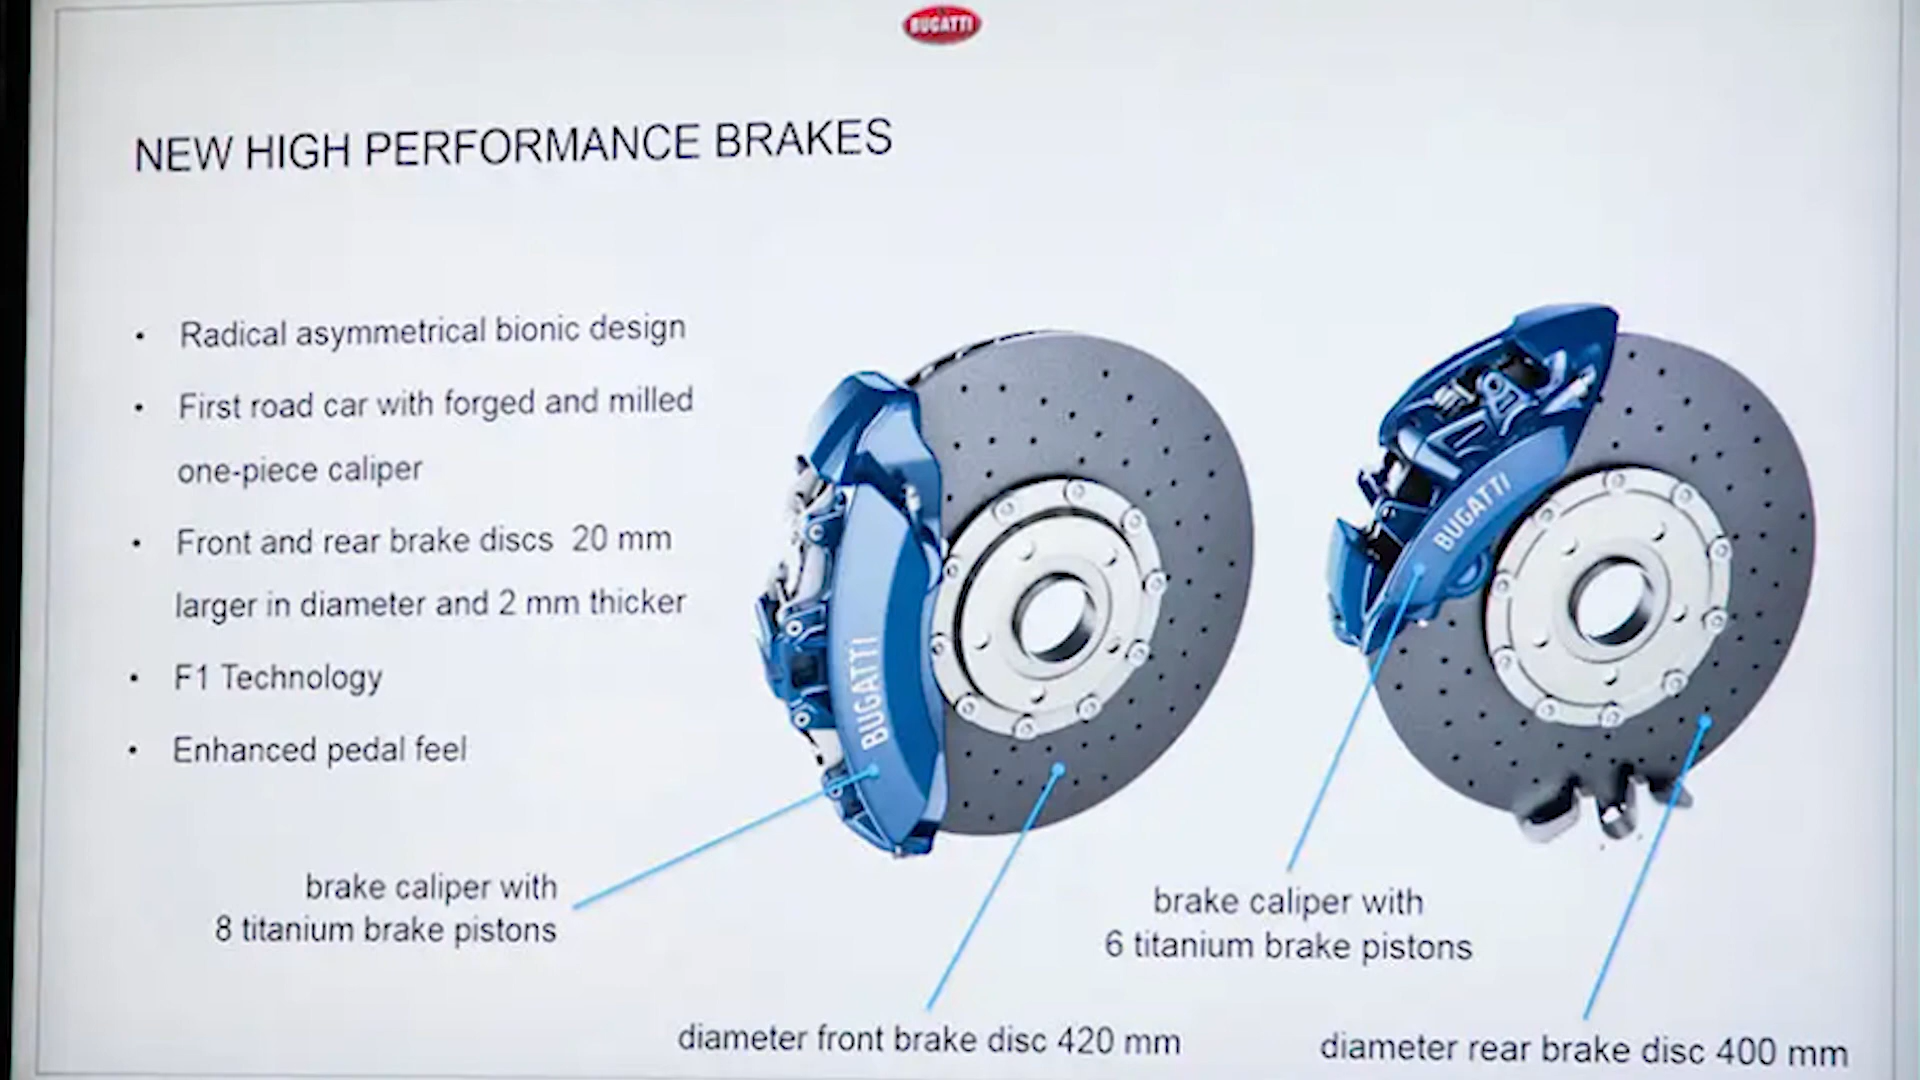 BUGATTI
NEW HIGH PERFORMANCE BRAKES
• Radical asymmetrical bionic design
• First road car with forged and milled
one-piece caliper
• Front and rear brake discs 20 mm
larger in diameter and 2 mm thicker
• F1 Technology
• Enhanced pedal feel
BUGATTI
BUGATTI
brake caliper with
8 titanium brake pistons
brake caliper with
6 titanium brake pistons
diameter front brake disc 420 mm
diameter rear brake disc 400 mm